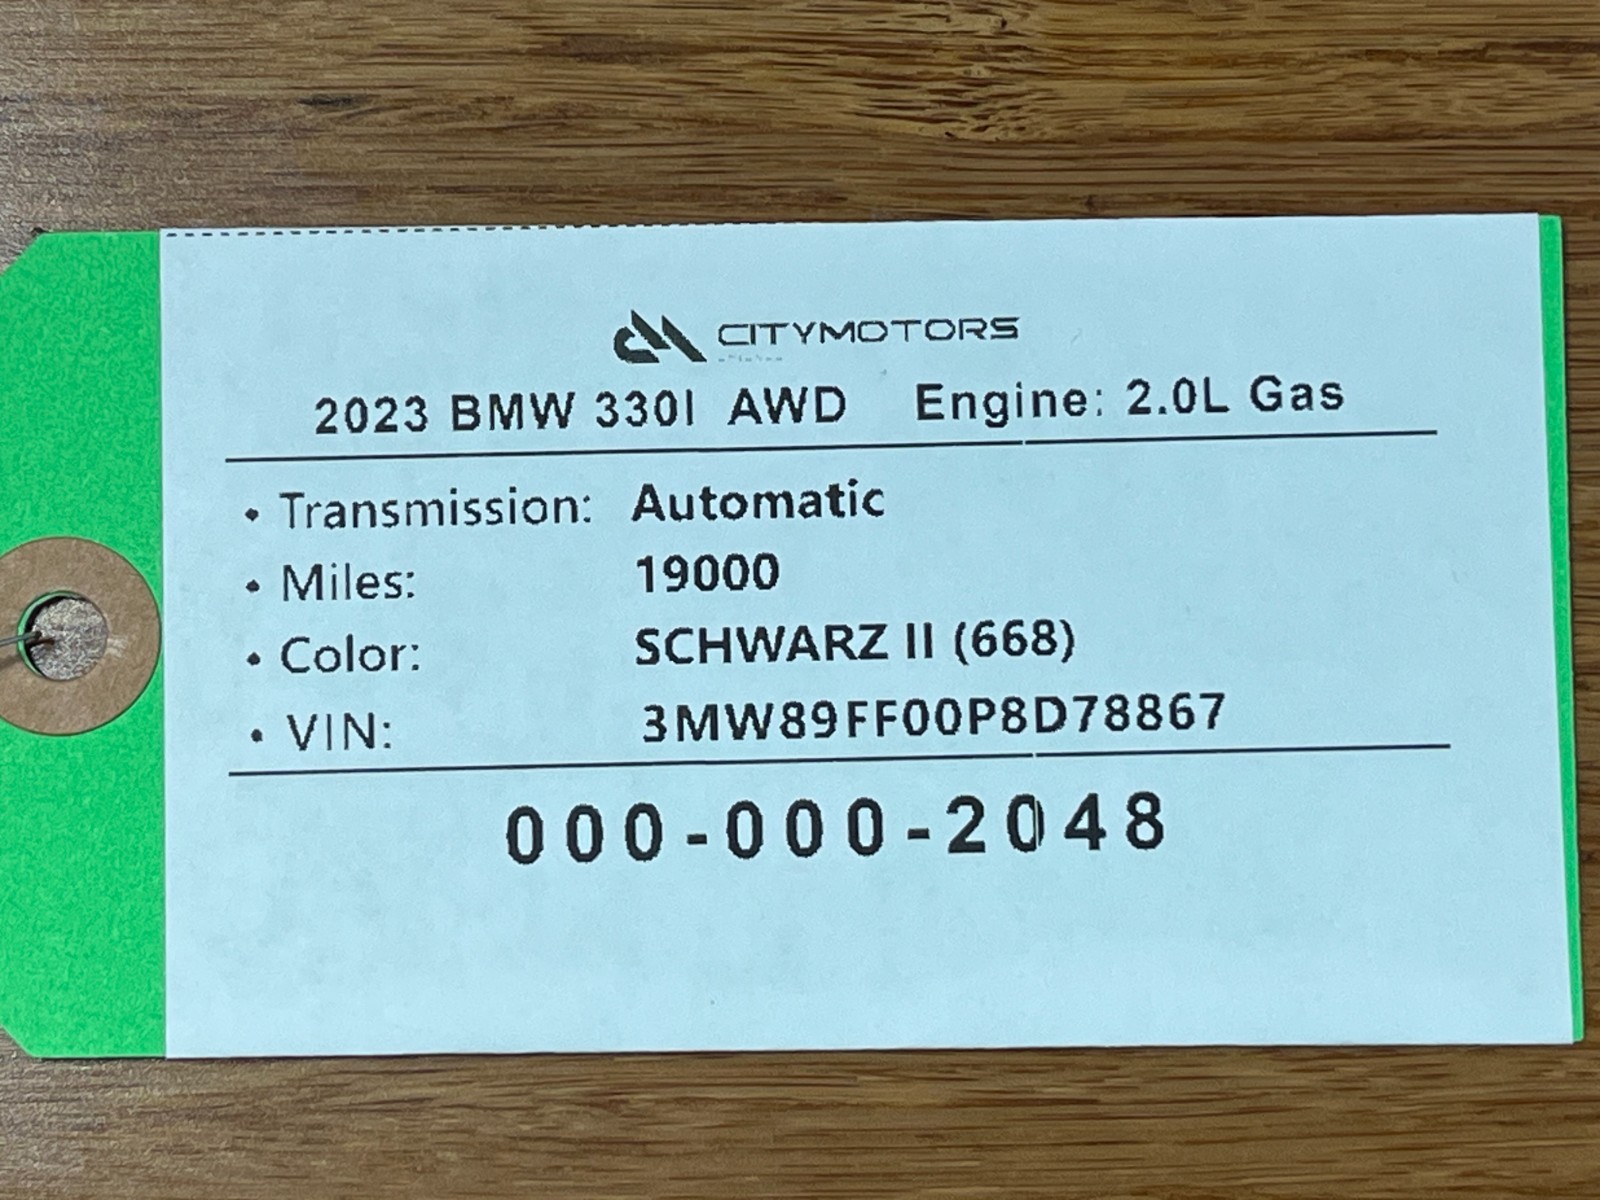 CITYMOTORS
2023 BMW 330I AWD Engine: 2.0L Gas
• Transmission: Automatic
• Miles: 19000
• Color: SCHWARZ II (668)
• VIN: 3MW89FF00P8D78867
000-000-2048